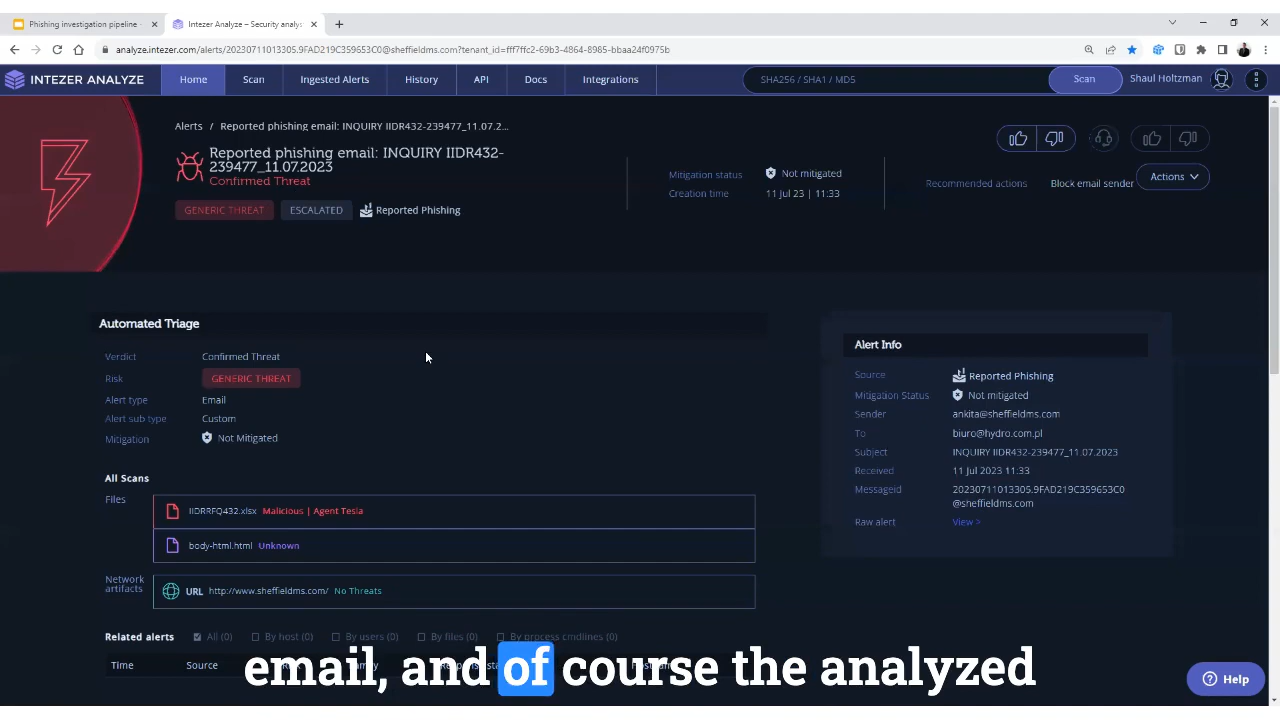 Phishing investigation pipeline -
Intezer Analyze – Security analys
analyze.intezer.com/alerts/20230711013305.9FAD219C359653C0@sheffieldms.com?tenant_id=fff7ffc2-69b3-4864-8985-bbaa24f0975b
INTEZER ANALYZE
Home
Scan
Ingested Alerts
History
API
Docs
Integrations
SHA256 / SHA1 / MD5
Scan
Shaul Holtzman
Alerts / Reported phishing email: INQUIRY IIDR432-239477_11.07.2...
Reported phishing email: INQUIRY IIDR432-
239477_11.07.2023
Confirmed Threat
GENERIC THREAT
ESCALATED
Reported Phishing
Mitigation status Not mitigated
Creation time 11 Jul 23 | 11:33
Recommended actions Block email sender
Actions
Automated Triage
Verdict Confirmed Threat
Risk GENERIC THREAT
Alert type Email
Alert sub type Custom
Mitigation Not Mitigated
All Scans
Files
IIDRRFQ432.xlsx Malicious | Agent Tesla
body-html.html Unknown
Network
artifacts
URL http://www.sheffieldms.com/ No Threats
Related alerts All (0) By host (0) By users (0) By files (0) By process cmdlines (0)
Time Source
Alert Info
Source Reported Phishing
Mitigation Status Not mitigated
Sender ankita@sheffieldms.com
To biuro@hydro.com.pl
Subject INQUIRY IIDR432-239477_11.07.2023
Received 11 Jul 2023 11:33
Messageid 20230711013305.9FAD219C359653C0
@sheffieldms.com
Raw alert View >
email, and of course the analyzed
Help